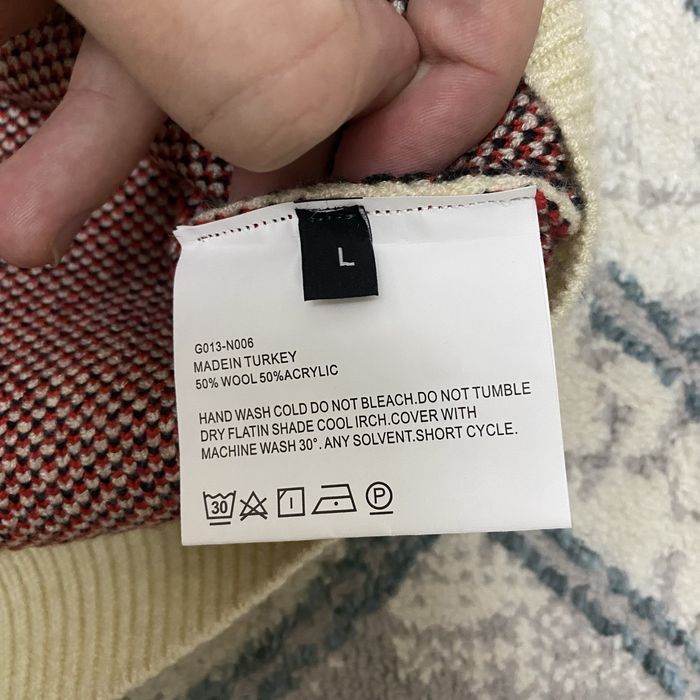 L
G013-N006
MADEIN TURKEY
50% WOOL 50%ACRYLIC
HAND WASH COLD DO NOT BLEACH.DO NOT TUMBLE
DRY FLATIN SHADE COOL IRCH.COVER WITH
MACHINE WASH 30°. ANY SOLVENT.SHORT CYCLE.
30 P